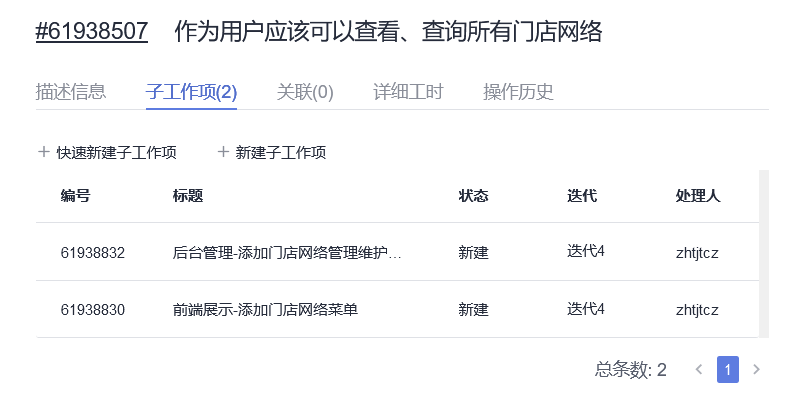 #61938507 作为用户应该可以查看、查询所有门店网络
描述信息 子工作项(2) 关联(0) 详细工时 操作历史
+ 快速新建子工作项 + 新建子工作项
编号 标题 状态 迭代 处理人
61938832 后台管理-添加门店网络管理维护... 新建 迭代4 zhtjtcz
61938830 前端展示-添加门店网络菜单 新建 迭代4 zhtjtcz
总条数: 2 < 1 >